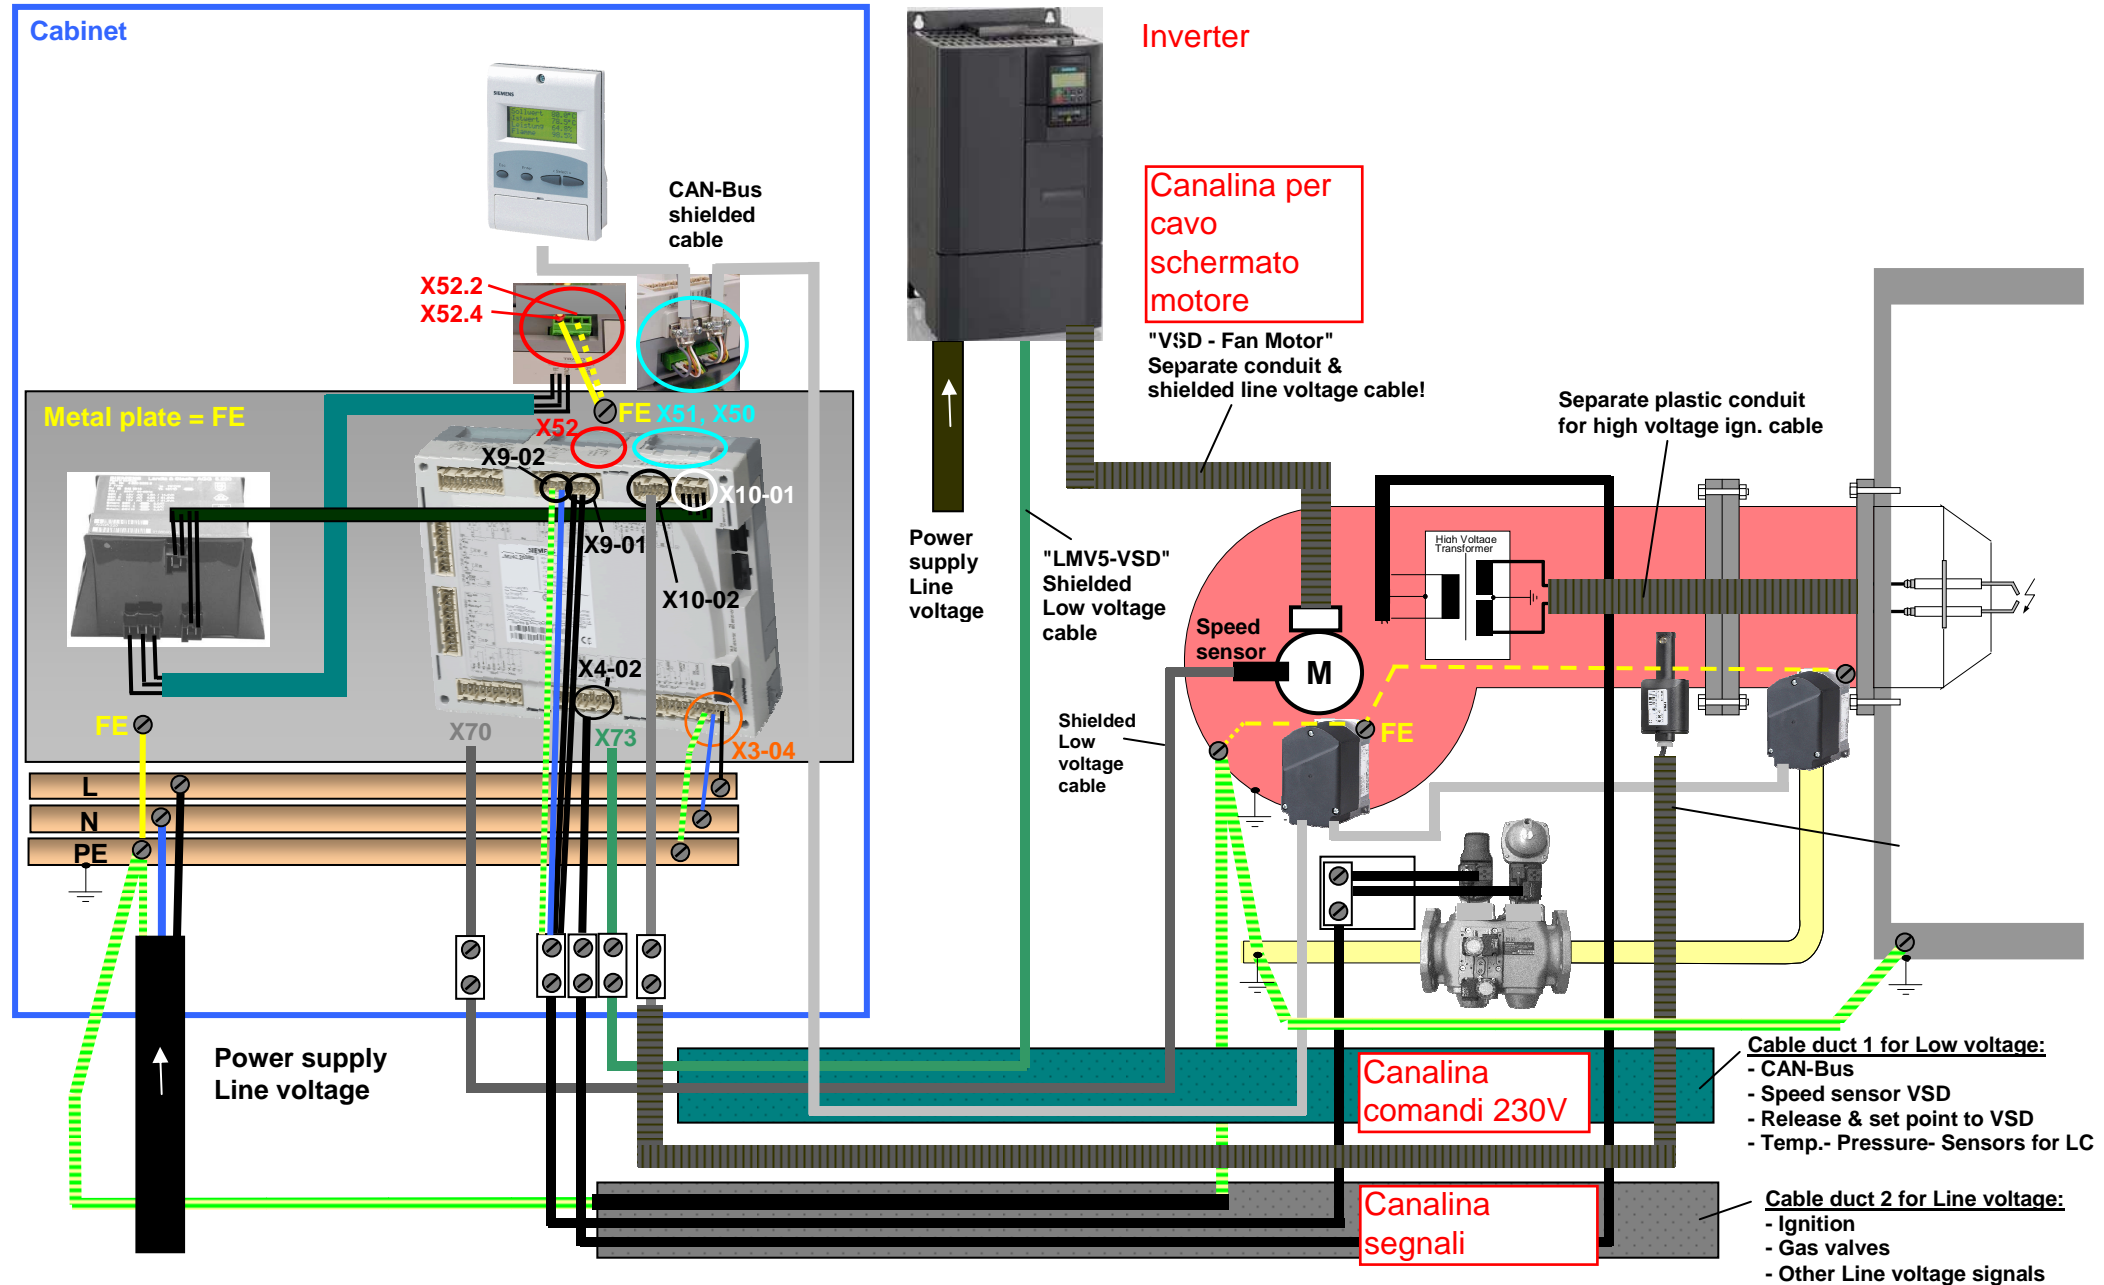 Cabinet
Inverter
SIEMENS
CAN-Bus
shielded
cable
Canalina per
cavo
schermato
motore
X52.2
X52.4
"VSD - Fan Motor"
Separate conduit &
shielded line voltage cable!
Separate plastic conduit
for high voltage ign. cable
Metal plate = FE
FE
X51, X50
X52
X9-02
X10-01
X9-01
X10-02
Power
supply
Line
voltage
"LMV5-VSD"
Shielded
Low voltage
cable
High Voltage
Transformer
Speed
sensor
M
X4-02
FE
X70
X73
X3-04
Shielded
Low
voltage
cable
FE
L
N
PE
Power supply
Line voltage
Canalina
comandi 230V
Cable duct 1 for Low voltage:
- CAN-Bus
- Speed sensor VSD
- Release & set point to VSD
- Temp.- Pressure- Sensors for LC
Canalina
segnali
Cable duct 2 for Line voltage:
- Ignition
- Gas valves
- Other Line voltage signals